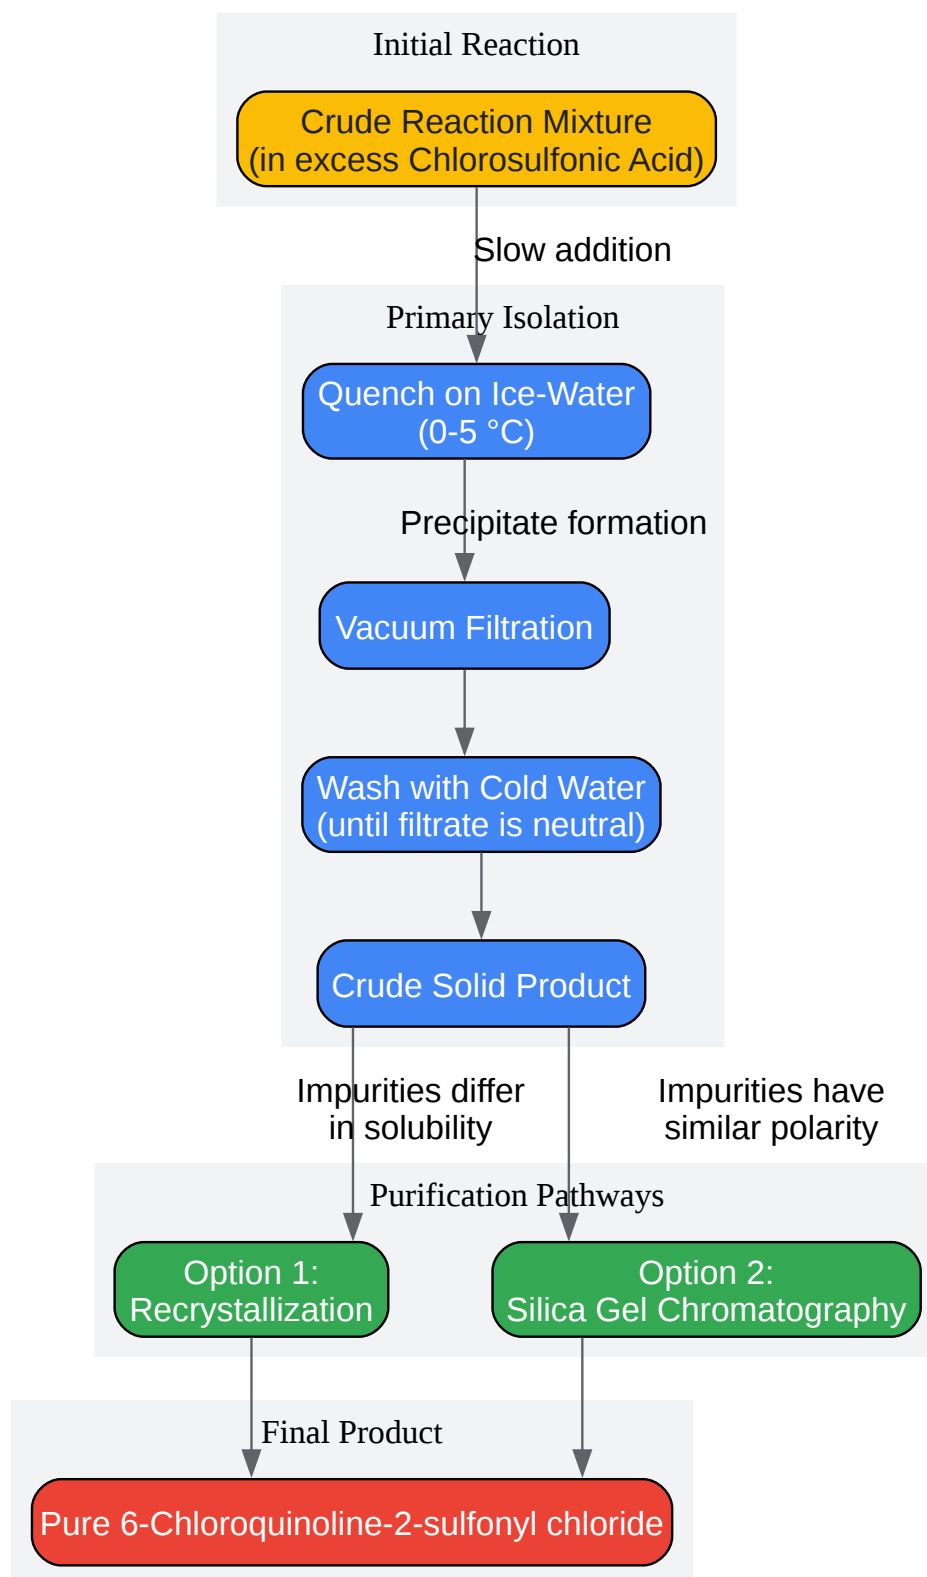 Initial Reaction
Crude Reaction Mixture
(in excess Chlorosulfonic Acid)
Slow addition
Primary Isolation
Quench on Ice-Water
(0-5 °C)
Precipitate formation
Vacuum Filtration
Wash with Cold Water
(until filtrate is neutral)
Crude Solid Product
Impurities differ
in solubility
Impurities have
similar polarity
Purification Pathways
Option 1:
Recrystallization
Option 2:
Silica Gel Chromatography
Final Product
Pure 6-Chloroquinoline-2-sulfonyl chloride